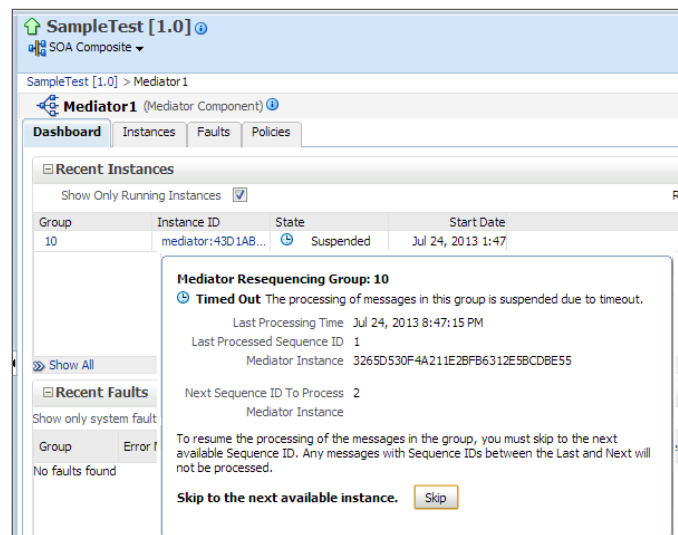 SampleTest [1.0]
SOA Composite
SampleTest [1.0] > Mediator1
Mediator1 (Mediator Component)
Dashboard Instances Faults Policies
Recent Instances
Show Only Running Instances
Group Instance ID State Start Date
10 mediator:43D1AB... Suspended Jul 24, 2013 1:47
Mediator Resequencing Group: 10
Timed Out The processing of messages in this group is suspended due to timeout.
Last Processing Time Jul 24, 2013 8:47:15 PM
Last Processed Sequence ID 1
Mediator Instance 3265D530F4A211E2BFB6312E5BCDBE55
Next Sequence ID To Process 2
Mediator Instance
To resume the processing of the messages in the group, you must skip to the next
available Sequence ID. Any messages with Sequence IDs between the Last and Next will
not be processed.
Skip to the next available instance. Skip
Show All
Recent Faults
Show only system fault
Group Error
No faults found